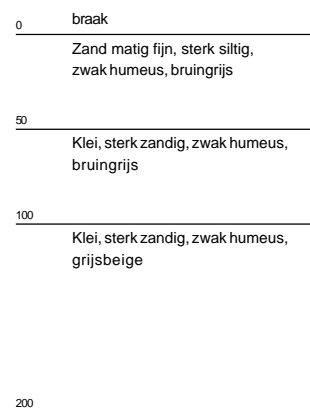 0 braak
Zand matig fijn, sterk siltig,
zwak humeus, bruingrijs
50
Klei, sterk zandig, zwak humeus,
bruingrijs
100
Klei, sterk zandig, zwak humeus,
grijsbeige
200